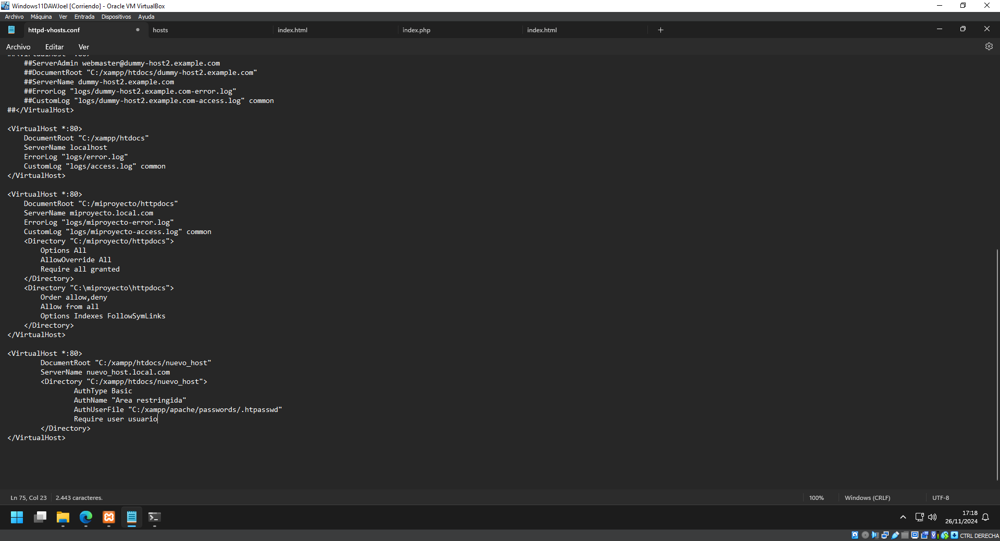 Windows11DAWJoel [Corriendo] - Oracle VM VirtualBox
Archivo Máquina Ver Entrada Dispositivos Ayuda
httpd-vhosts.conf hosts index.html index.php index.html
Archivo Editar Ver
##ServerAdmin webmaster@dummy-host2.example.com
##DocumentRoot "C:/xampp/htdocs/dummy-host2.example.com"
##ServerName dummy-host2.example.com
##ErrorLog "logs/dummy-host2.example.com-error.log"
##CustomLog "logs/dummy-host2.example.com-access.log" common
##</VirtualHost>
<VirtualHost *:80>
DocumentRoot "C:/xampp/htdocs"
ServerName localhost
ErrorLog "logs/error.log"
CustomLog "logs/access.log" common
</VirtualHost>
<VirtualHost *:80>
DocumentRoot "C:/miproyecto/httpdocs"
ServerName miproyecto.local.com
ErrorLog "logs/miproyecto-error.log"
CustomLog "logs/miproyecto-access.log" common
<Directory "C:/miproyecto/httpdocs">
Options All
AllowOverride All
Require all granted
</Directory>
<Directory "C:\miproyecto\httpdocs">
Order allow,deny
Allow from all
Options Indexes FollowSymLinks
</Directory>
</VirtualHost>
<VirtualHost *:80>
DocumentRoot "C:/xampp/htdocs/nuevo_host"
ServerName nuevo_host.local.com
<Directory "C:/xampp/htdocs/nuevo_host">
AuthType Basic
AuthName "Area restringida"
AuthUserFile "C:/xampp/apache/passwords/.htpasswd"
Require user usuario
</Directory>
</VirtualHost>
Ln 75, Col 23 2.443 caracteres. 100% Windows (CRLF) UTF-8
17:18
26/11/2024
CTRL DERECHA